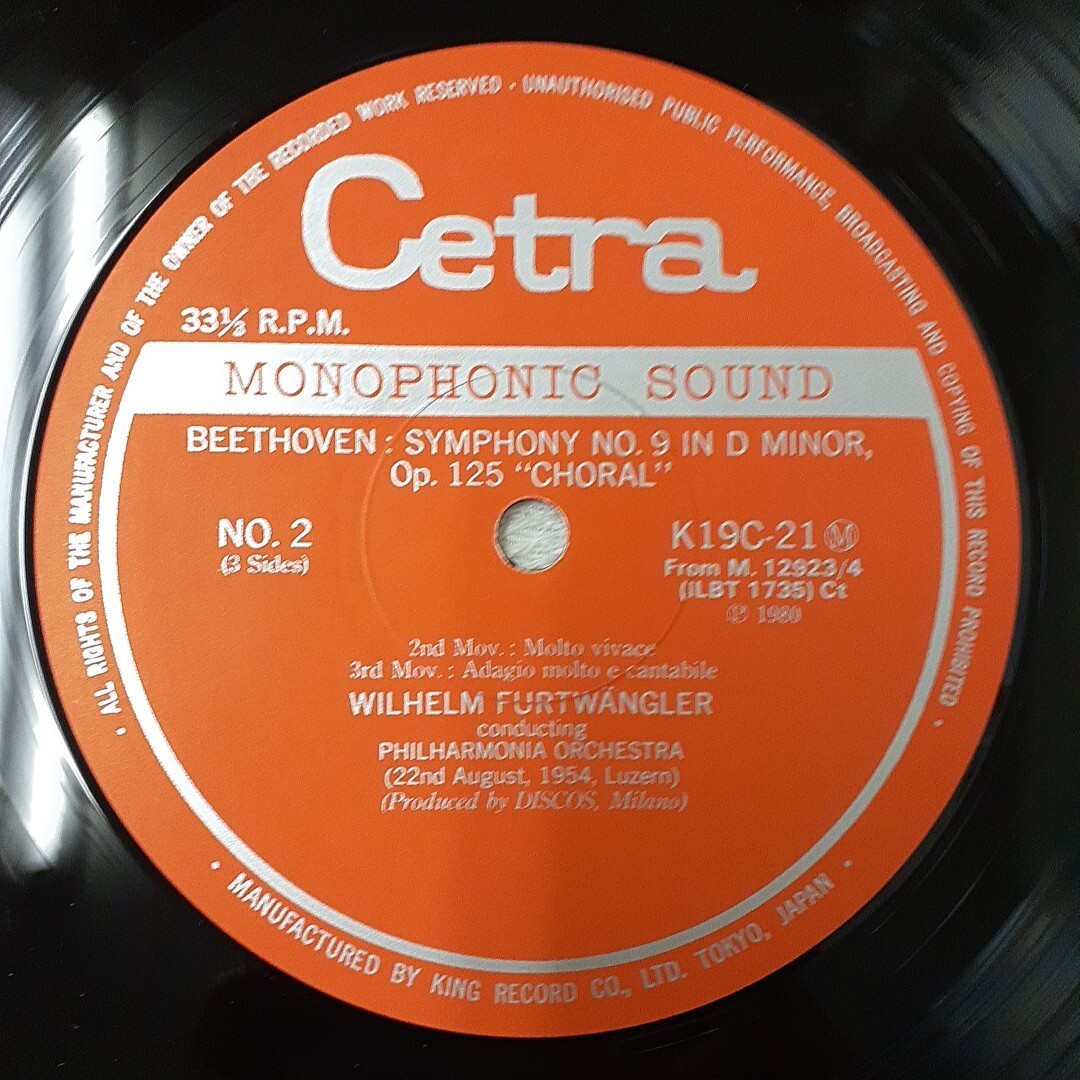 · ALL RIGHTS OF THE MANUFACTURER AND OF THE OWNER OF THE RECORDED WORK RESERVED · UNAUTHORISED PUBLIC PERFORMANCE, BROADCASTING AND COPYING OF THIS RECORD PROHIBITED ·
Cetra
33⅓ R.P.M.
MONOPHONIC SOUND
BEETHOVEN : SYMPHONY NO. 9 IN D MINOR,
Op. 125 “CHORAL”
NO. 2
(3 Sides)
K19C-21 Ⓜ
From M. 12923/4
(ILBT 1735) Ct
℗ 1980
2nd Mov. : Molto vivace
3rd Mov. : Adagio molto e cantabile
WILHELM FURTWÄNGLER
conducting
PHILHARMONIA ORCHESTRA
(22nd August, 1954, Luzern)
(Produced by DISCOS, Milano)
· MANUFACTURED BY KING RECORD CO., LTD. TOKYO, JAPAN ·